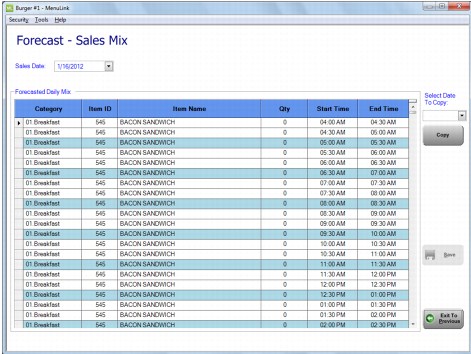 Burger #1 - MenuLink
Security Tools Help
Forecast - Sales Mix
Sales Date: 1/16/2012
Select Date
To Copy:
Forecasted Daily Mix
Category Item ID Item Name Qty Start Time End Time
01.Breakfast 545 BACON SANDWICH 0 04:00 AM 04:30 AM
01.Breakfast 545 BACON SANDWICH 0 04:30 AM 05:00 AM
01.Breakfast 545 BACON SANDWICH 0 05:00 AM 05:30 AM
01.Breakfast 545 BACON SANDWICH 0 05:30 AM 06:00 AM
01.Breakfast 545 BACON SANDWICH 0 06:00 AM 06:30 AM
01.Breakfast 545 BACON SANDWICH 0 06:30 AM 07:00 AM
01.Breakfast 545 BACON SANDWICH 0 07:00 AM 07:30 AM
01.Breakfast 545 BACON SANDWICH 0 07:30 AM 08:00 AM
01.Breakfast 545 BACON SANDWICH 0 08:00 AM 08:30 AM
01.Breakfast 545 BACON SANDWICH 0 08:30 AM 09:00 AM
01.Breakfast 545 BACON SANDWICH 0 09:00 AM 09:30 AM
01.Breakfast 545 BACON SANDWICH 0 09:30 AM 10:00 AM
01.Breakfast 545 BACON SANDWICH 0 10:00 AM 10:30 AM
01.Breakfast 545 BACON SANDWICH 0 10:30 AM 11:00 AM
01.Breakfast 545 BACON SANDWICH 0 11:00 AM 11:30 AM
01.Breakfast 545 BACON SANDWICH 0 11:30 AM 12:00 PM
01.Breakfast 545 BACON SANDWICH 0 12:00 PM 12:30 PM
01.Breakfast 545 BACON SANDWICH 0 12:30 PM 01:00 PM
01.Breakfast 545 BACON SANDWICH 0 01:00 PM 01:30 PM
01.Breakfast 545 BACON SANDWICH 0 01:30 PM 02:00 PM
01.Breakfast 545 BACON SANDWICH 0 02:00 PM 02:30 PM
Copy
Save
Exit To
Previous